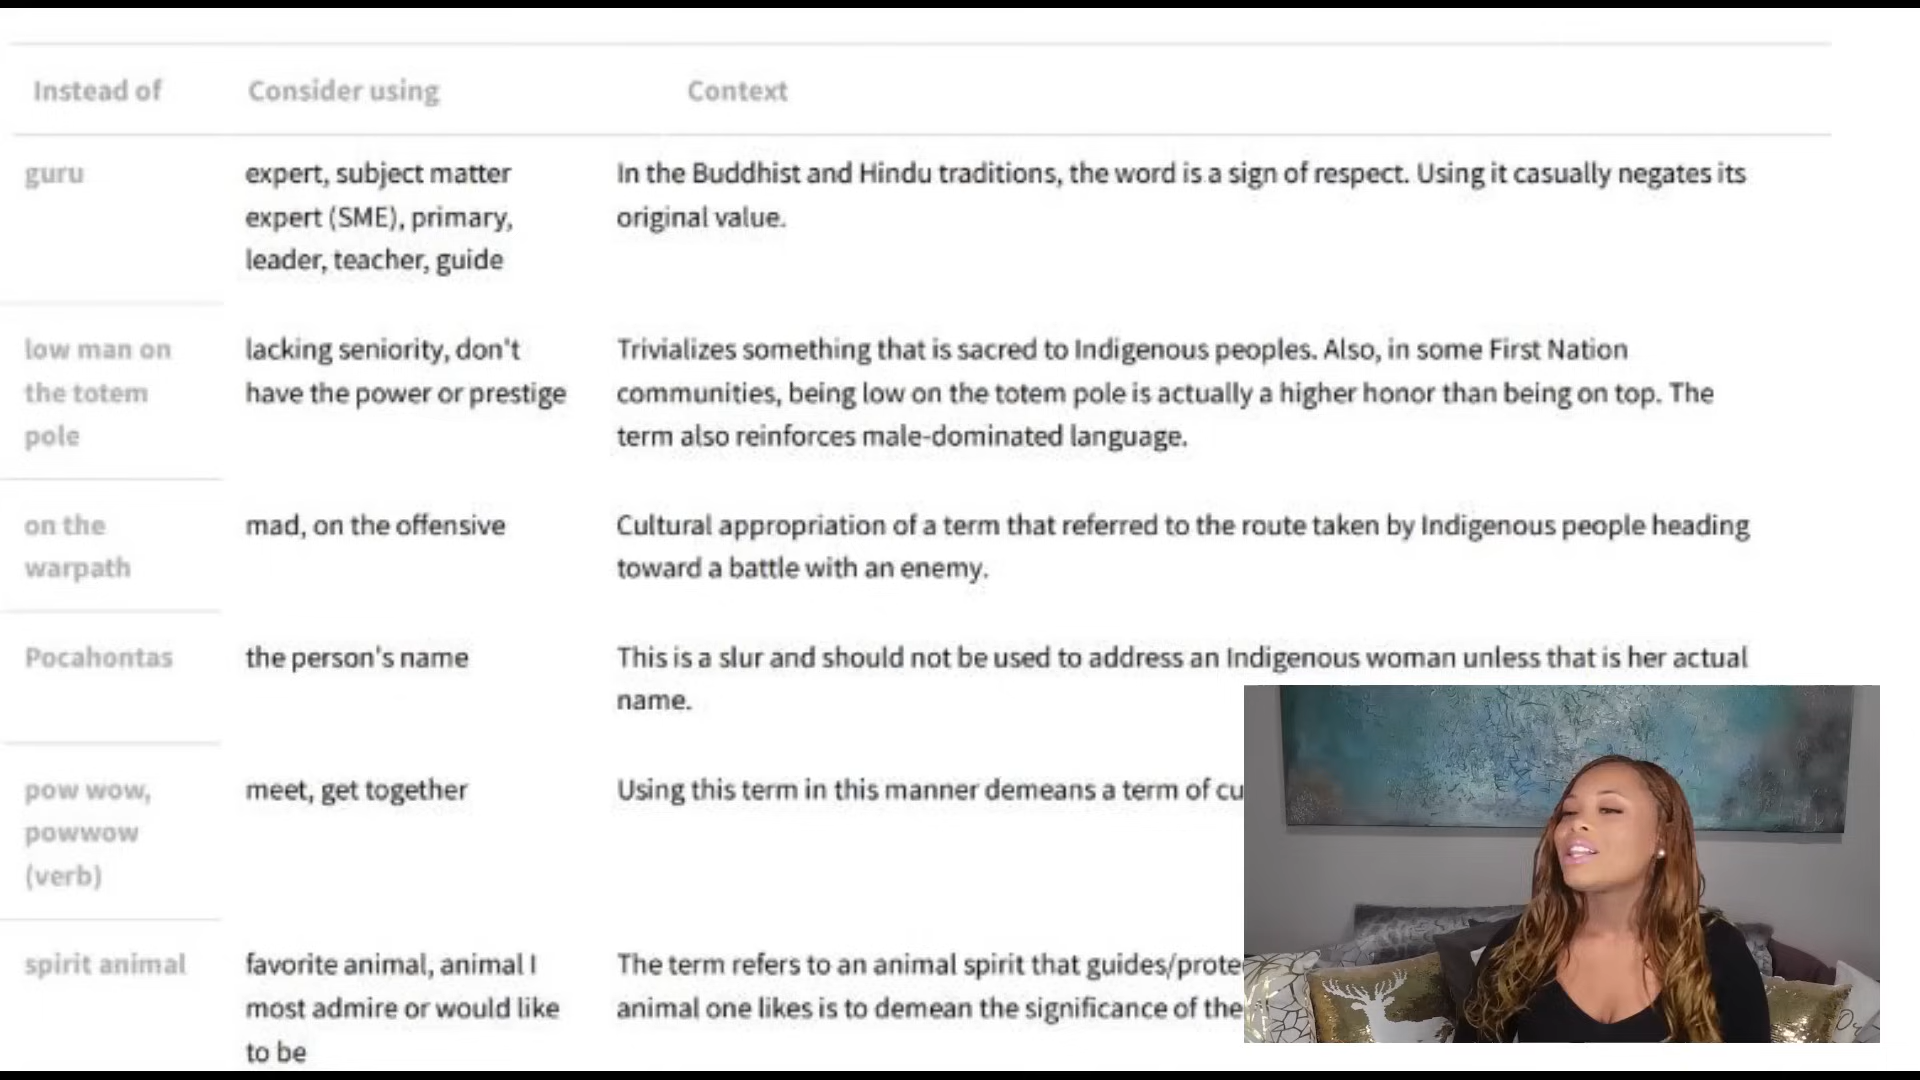 Instead of
Consider using
Context
guru
expert, subject matter
expert (SME), primary,
leader, teacher, guide
In the Buddhist and Hindu traditions, the word is a sign of respect. Using it casually negates its
original value.
low man on
the totem
pole
lacking seniority, don't
have the power or prestige
Trivializes something that is sacred to Indigenous peoples. Also, in some First Nation
communities, being low on the totem pole is actually a higher honor than being on top. The
term also reinforces male-dominated language.
on the
warpath
mad, on the offensive
Cultural appropriation of a term that referred to the route taken by Indigenous people heading
toward a battle with an enemy.
Pocahontas
the person's name
This is a slur and should not be used to address an Indigenous woman unless that is her actual
name.
pow wow,
powwow
(verb)
meet, get together
Using this term in this manner demeans a term of cu
spirit animal
favorite animal, animal I
most admire or would like
to be
The term refers to an animal spirit that guides/prote
animal one likes is to demean the significance of the